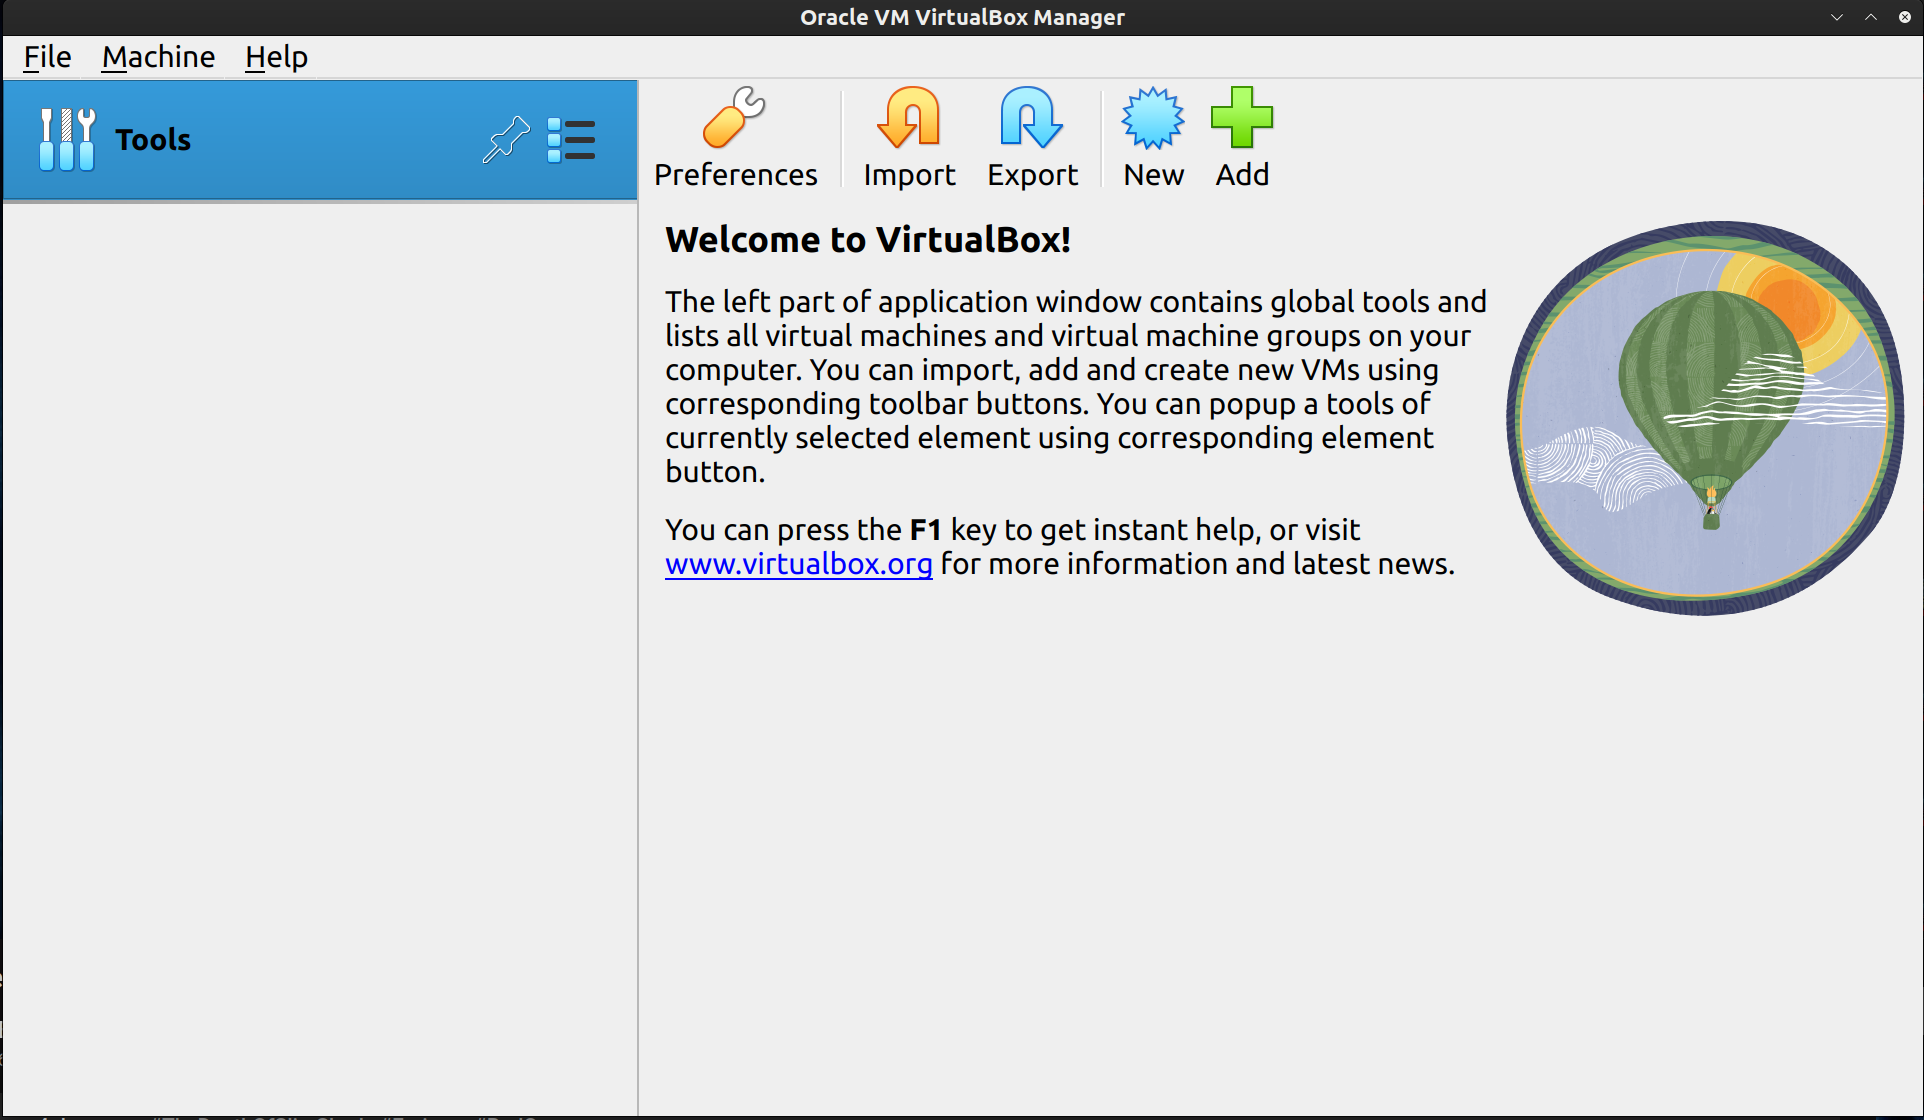 Oracle VM VirtualBox Manager
File Machine Help
Tools
Preferences Import Export New Add
Welcome to VirtualBox!
The left part of application window contains global tools and
lists all virtual machines and virtual machine groups on your
computer. You can import, add and create new VMs using
corresponding toolbar buttons. You can popup a tools of
currently selected element using corresponding element
button.
You can press the F1 key to get instant help, or visit
www.virtualbox.org for more information and latest news.